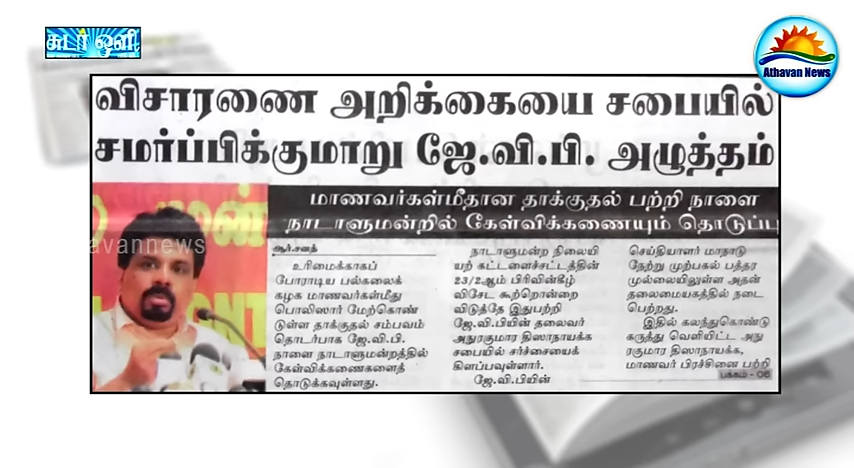 சுடர் ஒளி
Athavan News
விசாரணை அறிக்கையை சபையில்
சமர்ப்பிக்குமாறு ஜே.வி.பி. அழுத்தம்
மாணவர்கள்மீதான தாக்குதல் பற்றி நாளை
நாடாளுமன்றில் கேள்விக்கணையும் தொடுப்பு
avannews
ஆர்.சனத்
உரிமைக்காகப்
போராடிய பல்கலைக்
கழக மாணவர்கள்மீது
பொலிஸார் மேற்கொண்
டுள்ள தாக்குதல் சம்பவம்
தொடர்பாக ஜே.வி.பி.
நாளை நாடாளுமன்றத்தில்
கேள்விக்கணைகளைத்
தொடுக்கவுள்ளது.
நாடாளுமன்ற நிலையி
யற் கட்டளைச்சட்டத்தின்
23/2ஆம் பிரிவின்கீழ்
விசேட கூற்றொன்றை
விடுத்தே இதுபற்றி
ஜே.வி.பியின் தலைவர்
அநுரகுமார திஸாநாயக்க
சபையில் சர்ச்சையைக்
கிளப்பவுள்ளார்.
ஜே.வி.பியின்
செய்தியாளர் மாநாடு
நேற்று முற்பகல் பத்தர
முல்லையிலுள்ள அதன்
தலைமையகத்தில் நடை
பெற்றது.
இதில் கலந்துகொண்டு
கருத்து வெளியிட்ட அநு
ரகுமார திஸாநாயக்க,
மாணவர் பிரச்சினை பற்றி
பக்கம் - 06